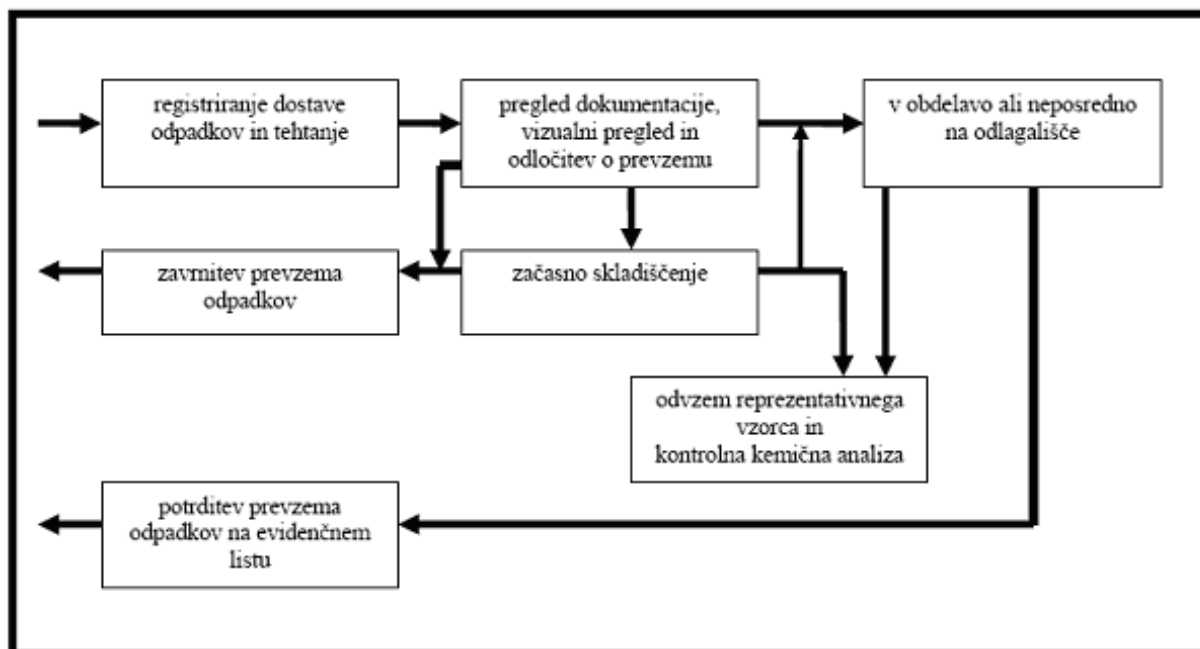 registriranje dostave
odpadkov in tehtanje
pregled dokumentacije,
vizualni pregled in
odločitev o prevzemu
v obdelavo ali neposredno
na odlagališče
zavrnitev prevzema
odpadkov
začasno skladiščenje
odvzem reprezentativnega
vzorca in
kontrolna kemična analiza
potrditev prevzema
odpadkov na evidenčnem
listu